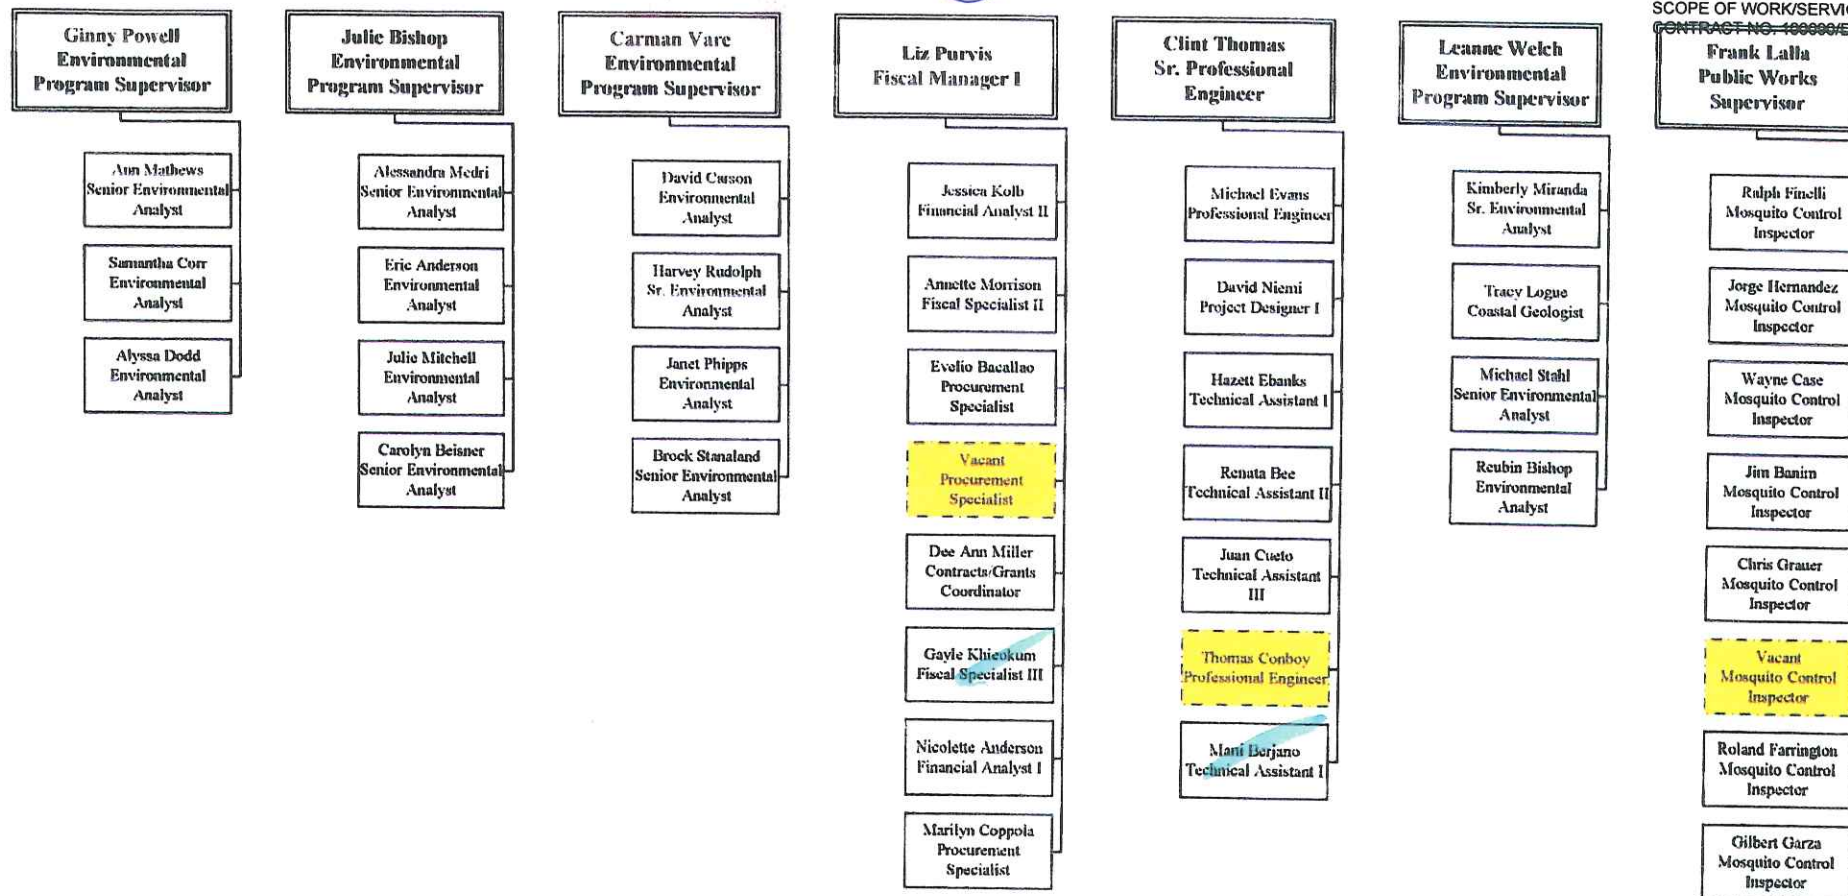 SCOPE OF WORK/SERVIC
CONTRACT NO.
Ginny Powell
Environmental
Program Supervisor
Ann Mathews
Senior Environmental
Analyst
Samantha Corr
Environmental
Analyst
Alyssa Dodd
Environmental
Analyst
Julie Bishop
Environmental
Program Supervisor
Alessandra Medri
Senior Environmental
Analyst
Eric Anderson
Environmental
Analyst
Julie Mitchell
Environmental
Analyst
Carolyn Beisner
Senior Environmental
Analyst
Carman Vare
Environmental
Program Supervisor
David Carson
Environmental
Analyst
Harvey Rudolph
Sr. Environmental
Analyst
Janet Phipps
Environmental
Analyst
Brock Stanaland
Senior Environmental
Analyst
Liz Purvis
Fiscal Manager I
Jessica Kolb
Financial Analyst II
Annette Morrison
Fiscal Specialist II
Evelio Bacallao
Procurement
Specialist
Vacant
Procurement
Specialist
Dee Ann Miller
Contracts/Grants
Coordinator
Gayle Khieokum
Fiscal Specialist III
Nicolette Anderson
Financial Analyst I
Marilyn Coppola
Procurement
Specialist
Clint Thomas
Sr. Professional
Engineer
Michael Evans
Professional Engineer
David Niemi
Project Designer I
Hazett Ebanks
Technical Assistant I
Renata Bee
Technical Assistant II
Juan Cueto
Technical Assistant
III
Thomas Conboy
Professional Engineer
Mani Berjano
Technical Assistant I
Leanne Welch
Environmental
Program Supervisor
Kimberly Miranda
Sr. Environmental
Analyst
Tracy Logue
Coastal Geologist
Michael Stahl
Senior Environmental
Analyst
Reubin Bishop
Environmental
Analyst
Frank Lalla
Public Works
Supervisor
Ralph Finelli
Mosquito Control
Inspector
Jorge Hernandez
Mosquito Control
Inspector
Wayne Case
Mosquito Control
Inspector
Jim Banim
Mosquito Control
Inspector
Chris Grauer
Mosquito Control
Inspector
Vacant
Mosquito Control
Inspector
Roland Farrington
Mosquito Control
Inspector
Gilbert Garza
Mosquito Control
Inspector